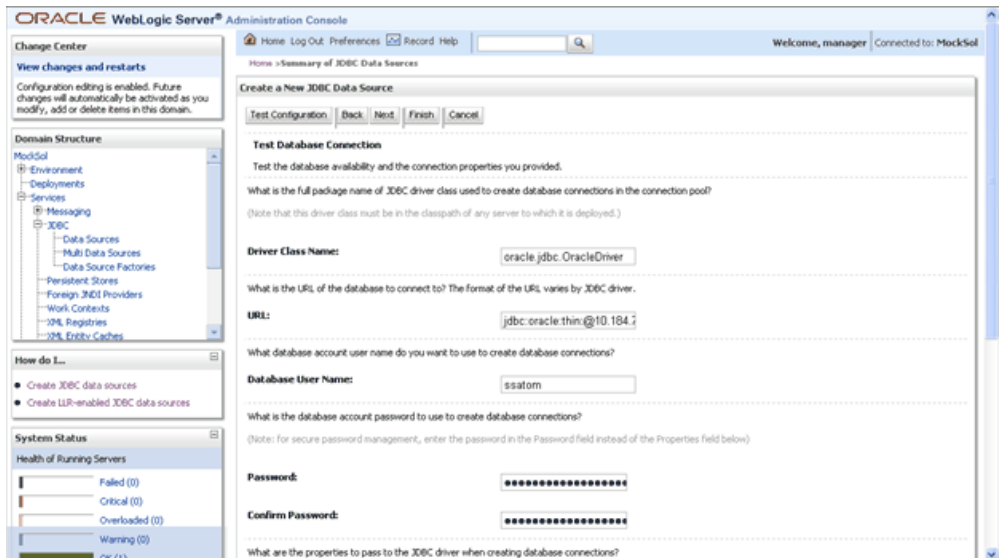 ORACLE WebLogic Server® Administration Console
Change Center
View changes and restarts
Configuration editing is enabled. Future
changes will automatically be activated as you
modify, add or delete items in this domain.
Domain Structure
MockSol
Environment
Deployments
Services
Messaging
JDBC
Data Sources
Multi Data Sources
Data Source Factories
Persistent Stores
Foreign JNDI Providers
Work Contexts
XML Registries
XML Entity Caches
How do I...
Create JDBC data sources
Create LLR-enabled JDBC data sources
System Status
Health of Running Servers
Failed (0)
Critical (0)
Overloaded (0)
Warning (0)
OK (1)
Home Log Out Preferences Record Help
Welcome, manager Connected to: MockSol
Home >Summary of JDBC Data Sources
Create a New JDBC Data Source
Test Configuration Back Next Finish Cancel
Test Database Connection
Test the database availability and the connection properties you provided.
What is the full package name of JDBC driver class used to create database connections in the connection pool?
(Note that this driver class must be in the classpath of any server to which it is deployed.)
Driver Class Name: oracle.jdbc.OracleDriver
What is the URL of the database to connect to? The format of the URL varies by JDBC driver.
URL: jdbc:oracle:thin:@10.184.7
What database account user name do you want to use to create database connections?
Database User Name: ssatom
What is the database account password to use to create database connections?
(Note: for secure password management, enter the password in the Password field instead of the Properties field below)
Password:
Confirm Password:
What are the properties to pass to the JDBC driver when creating database connections?